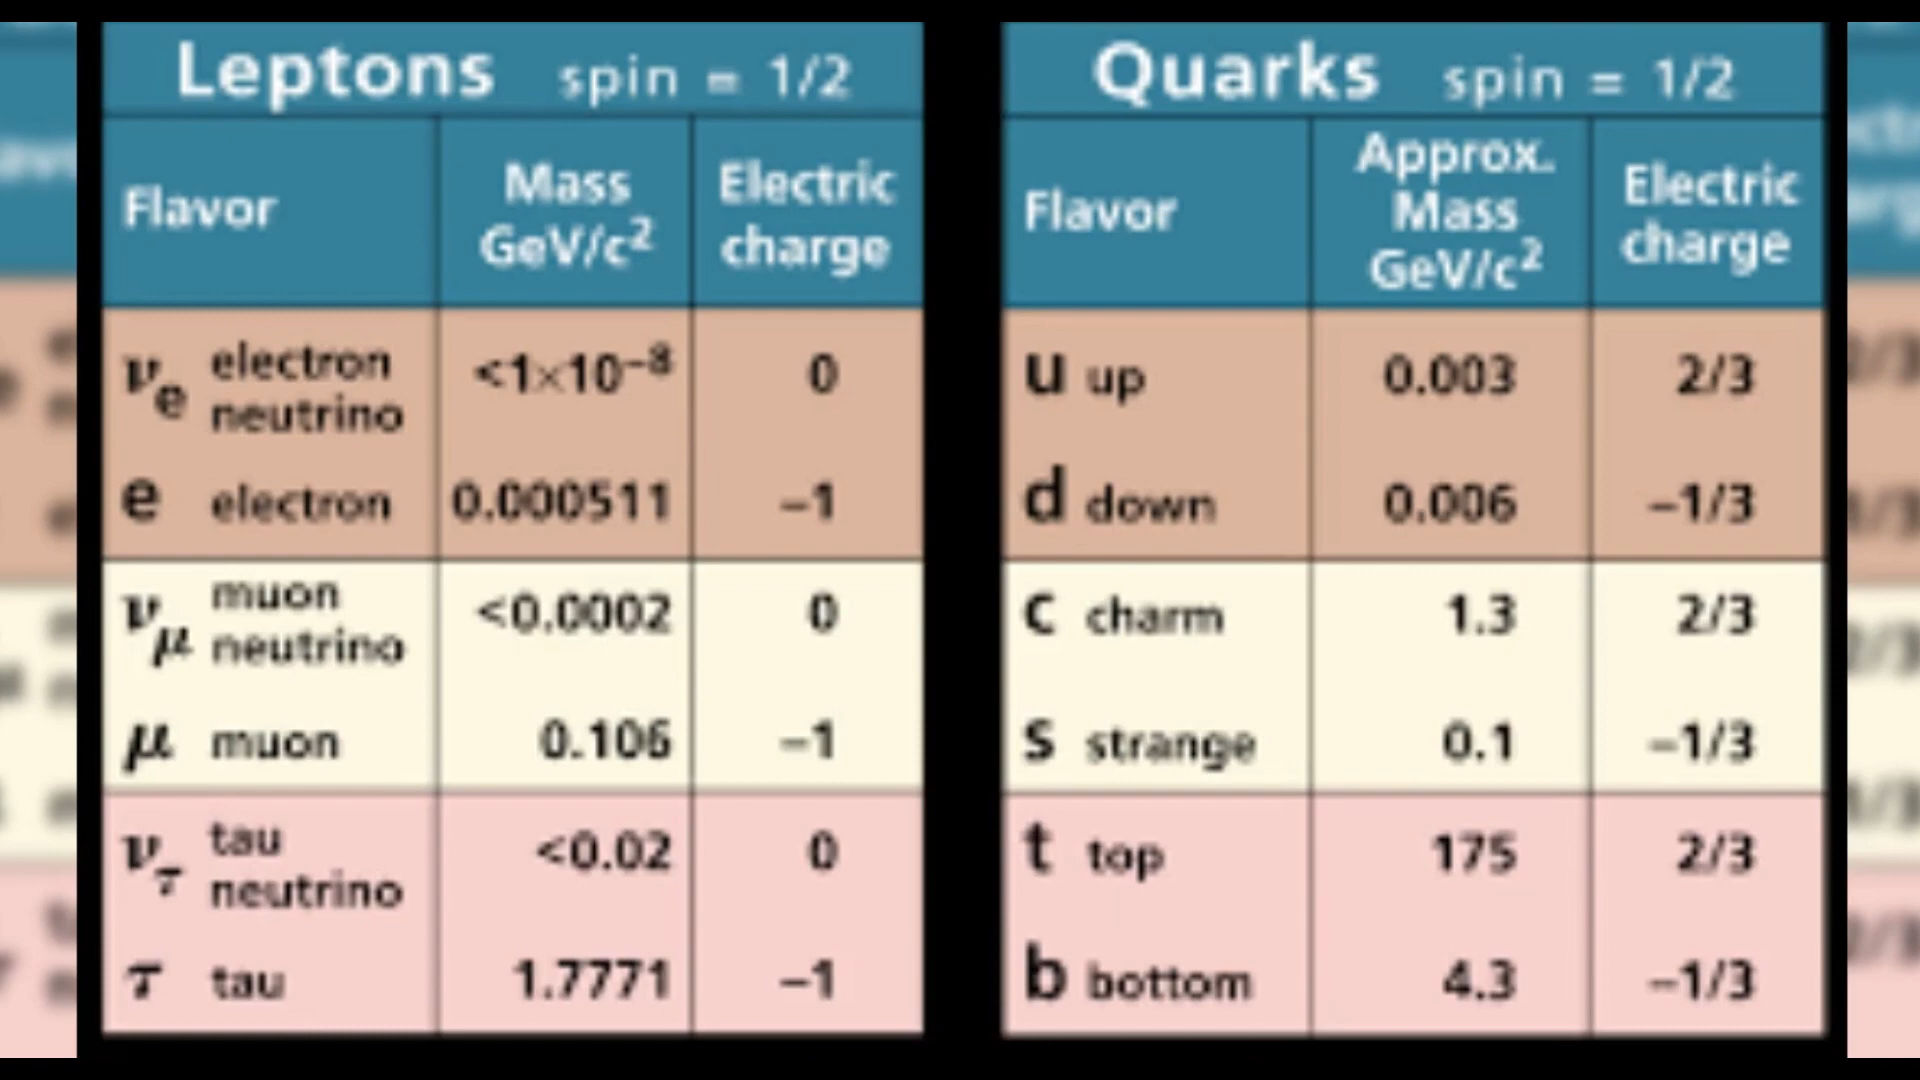 Leptons spin = 1/2
Flavor Mass GeV/c² Electric charge
νe electron neutrino <1×10⁻⁸ 0
e electron 0.000511 –1
νμ muon neutrino <0.0002 0
μ muon 0.106 –1
ντ tau neutrino <0.02 0
τ tau 1.7771 –1
Quarks spin = 1/2
Flavor Approx. Mass GeV/c² Electric charge
u up 0.003 2/3
d down 0.006 –1/3
c charm 1.3 2/3
s strange 0.1 –1/3
t top 175 2/3
b bottom 4.3 –1/3